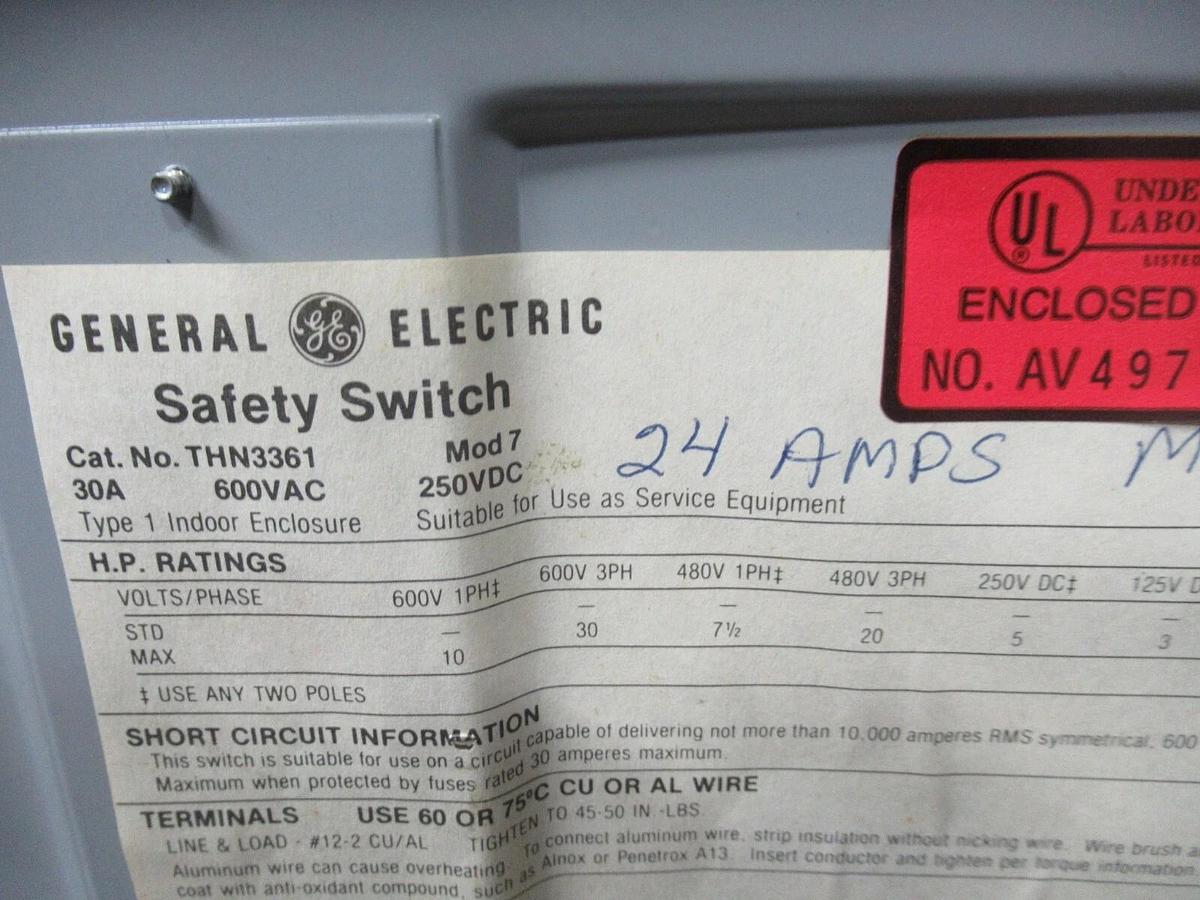 UL
®
UNDE
LABO
LISTED
ENCLOSED
NO. AV497
GENERAL GE ELECTRIC
Safety Switch
Cat. No. THN3361 Mod 7
24 AMPS M
30A 600VAC 250VDC
Type 1 Indoor Enclosure Suitable for Use as Service Equipment
H.P. RATINGS
VOLTS/PHASE 600V 1PH‡ 600V 3PH 480V 1PH‡ 480V 3PH 250V DC‡ 125V D
STD — — — — — —
MAX 10 30 7½ 20 5 3
‡ USE ANY TWO POLES
SHORT CIRCUIT INFORMATION
This switch is suitable for use on a circuit capable of delivering not more than 10,000 amperes RMS symmetrical, 600
Maximum when protected by fuses rated 30 amperes maximum.
TERMINALS USE 60 OR 75°C CU OR AL WIRE
LINE & LOAD - #12-2 CU/AL TIGHTEN TO 45-50 IN.-LBS.
Aluminum wire can cause overheating. To connect aluminum wire, strip insulation without nicking wire. Wire brush a
coat with anti-oxidant compound, such as Alnox or Penetrox A13. Insert conductor and tighten per torque information.